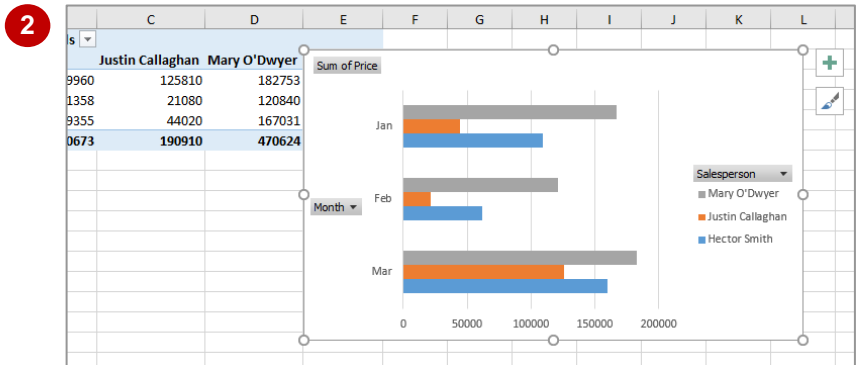 2
C D E F G H I J K L
ls
Justin Callaghan Mary O'Dwyer
9960 125810 182753
1358 21080 120840
9355 44020 167031
0673 190910 470624
Sum of Price
Jan
Feb
Mar
Month
0 50000 100000 150000 200000
Salesperson
Mary O'Dwyer
Justin Callaghan
Hector Smith